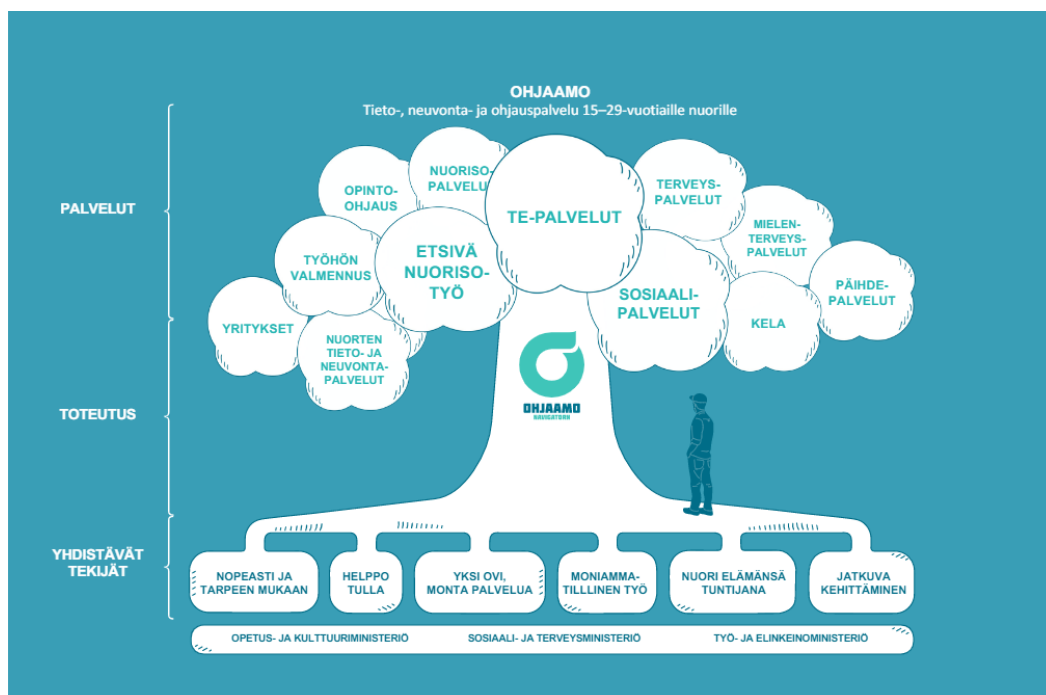 OHJAAMO
Tieto-, neuvonta- ja ohjauspalvelu 15–29-vuotiaille nuorille
PALVELUT
TOTEUTUS
YHDISTÄVÄT
TEKIJÄT
NUORISO-
PALVELUT
OPINTO-
OHJAUS
TE-PALVELUT
TERVEYS-
PALVELUT
MIELEN-
TERVEYS-
PALVELUT
TYÖHÖN
VALMENNUS
ETSIVÄ
NUORISO-
TYÖ
SOSIAALI-
PALVELUT
PÄIHDE-
PALVELUT
YRITYKSET
NUORTEN
TIETO- JA
NEUVONTA-
PALVELUT
KELA
OHJAAMO
NAVIGATORN
NOPEASTI JA
TARPEEN MUKAAN
HELPPO
TULLA
YKSI OVI,
MONTA PALVELUA
MONIAMMA-
TILLLINEN TYÖ
NUORI ELÄMÄNSÄ
TUNTIJANA
JATKUVA
KEHITTÄMINEN
OPETUS- JA KULTTUURIMINISTERIÖ
SOSIAALI- JA TERVEYSMINISTERIÖ
TYÖ- JA ELINKEINOMINISTERIÖ